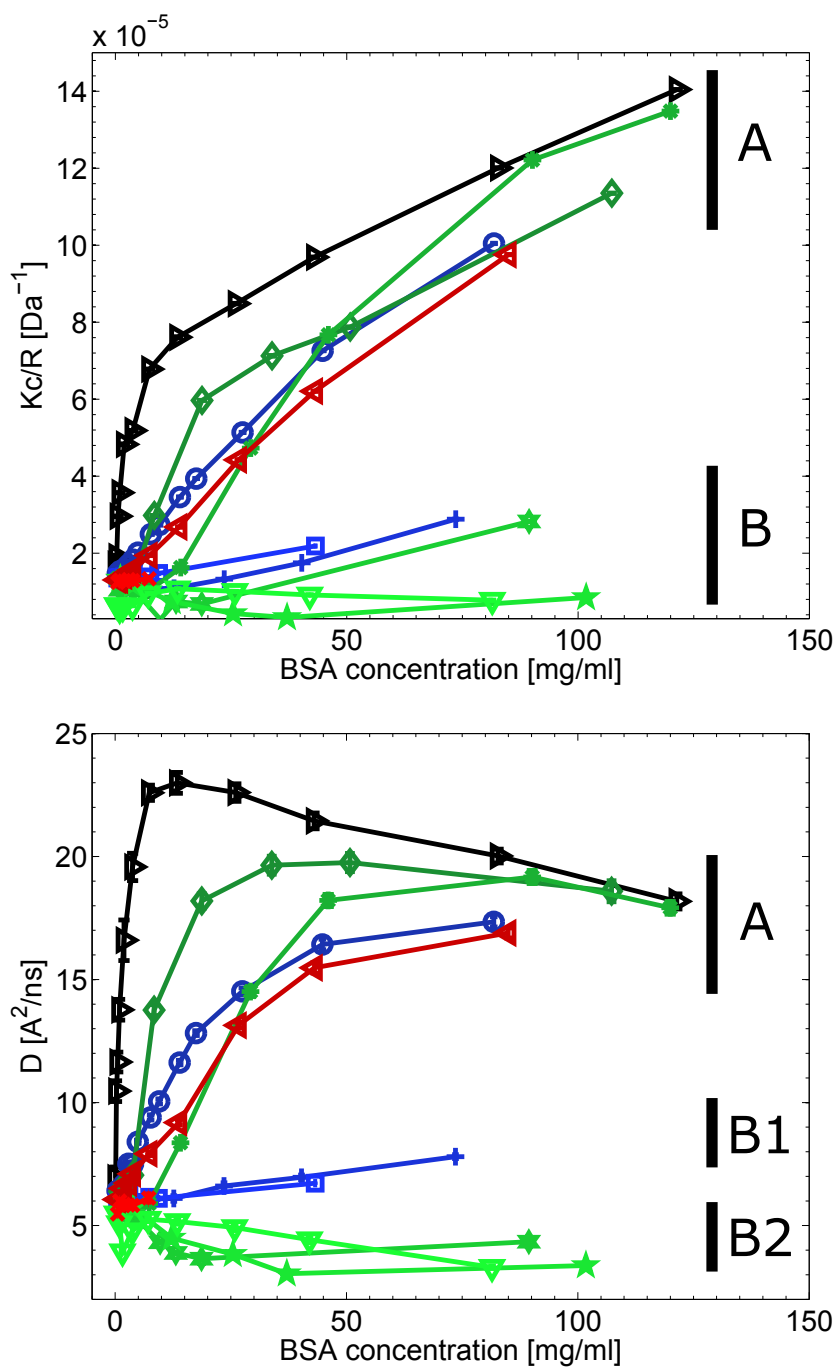 x 10⁻⁵
14
12
10
8
6
4
2
Kc/R [Da⁻¹]
A
B
0 50 100 150
BSA concentration [mg/ml]
25
20
15
10
5
D [A²/ns]
A
B1
B2
0 50 100 150
BSA concentration [mg/ml]